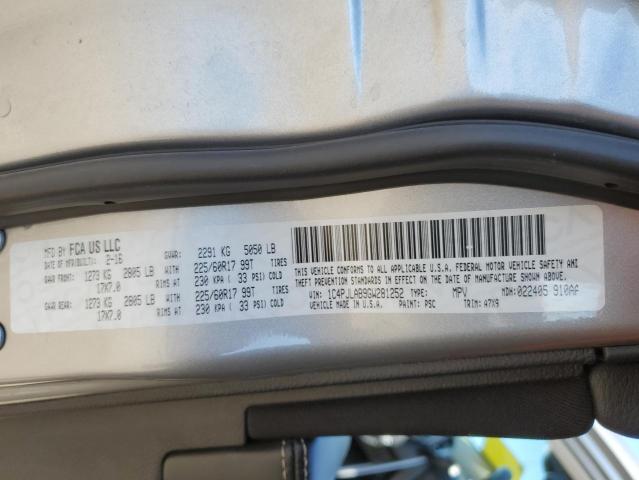 MFD BY FCA US LLC
DATE OF MFR(BUILT): 2-16 GVWR: 2291 KG 5050 LB
GAWR FRONT: 1273 KG 2805 LB WITH 225/60R17 99T TIRES
17X7.0 RIMS AT 230 KPA ( 33 PSI) COLD
GAWR REAR: 1273 KG 2805 LB WITH 225/60R17 99T TIRES
17X7.0 RIMS AT 230 KPA ( 33 PSI) COLD
THIS VEHICLE CONFORMS TO ALL APPLICABLE U.S.A. FEDERAL MOTOR VEHICLE SAFETY AND
THEFT PREVENTION STANDARDS IN EFFECT ON THE DATE OF MANUFACTURE SHOWN ABOVE.
VIN: 1C4PJLAB9GW281252 TYPE: MPV MDH: 022405 910AF
VEHICLE MADE IN U.S.A. PAINT: PSC TRIM: A7X9